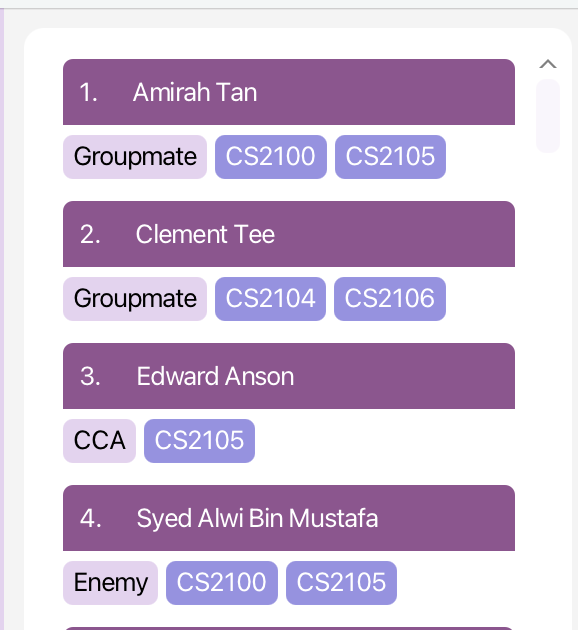 1. Amirah Tan
Groupmate CS2100 CS2105
2. Clement Tee
Groupmate CS2104 CS2106
3. Edward Anson
CCA CS2105
4. Syed Alwi Bin Mustafa
Enemy CS2100 CS2105